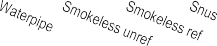 Waterpipe
Smokeless unref
Smokeless ref
Snus